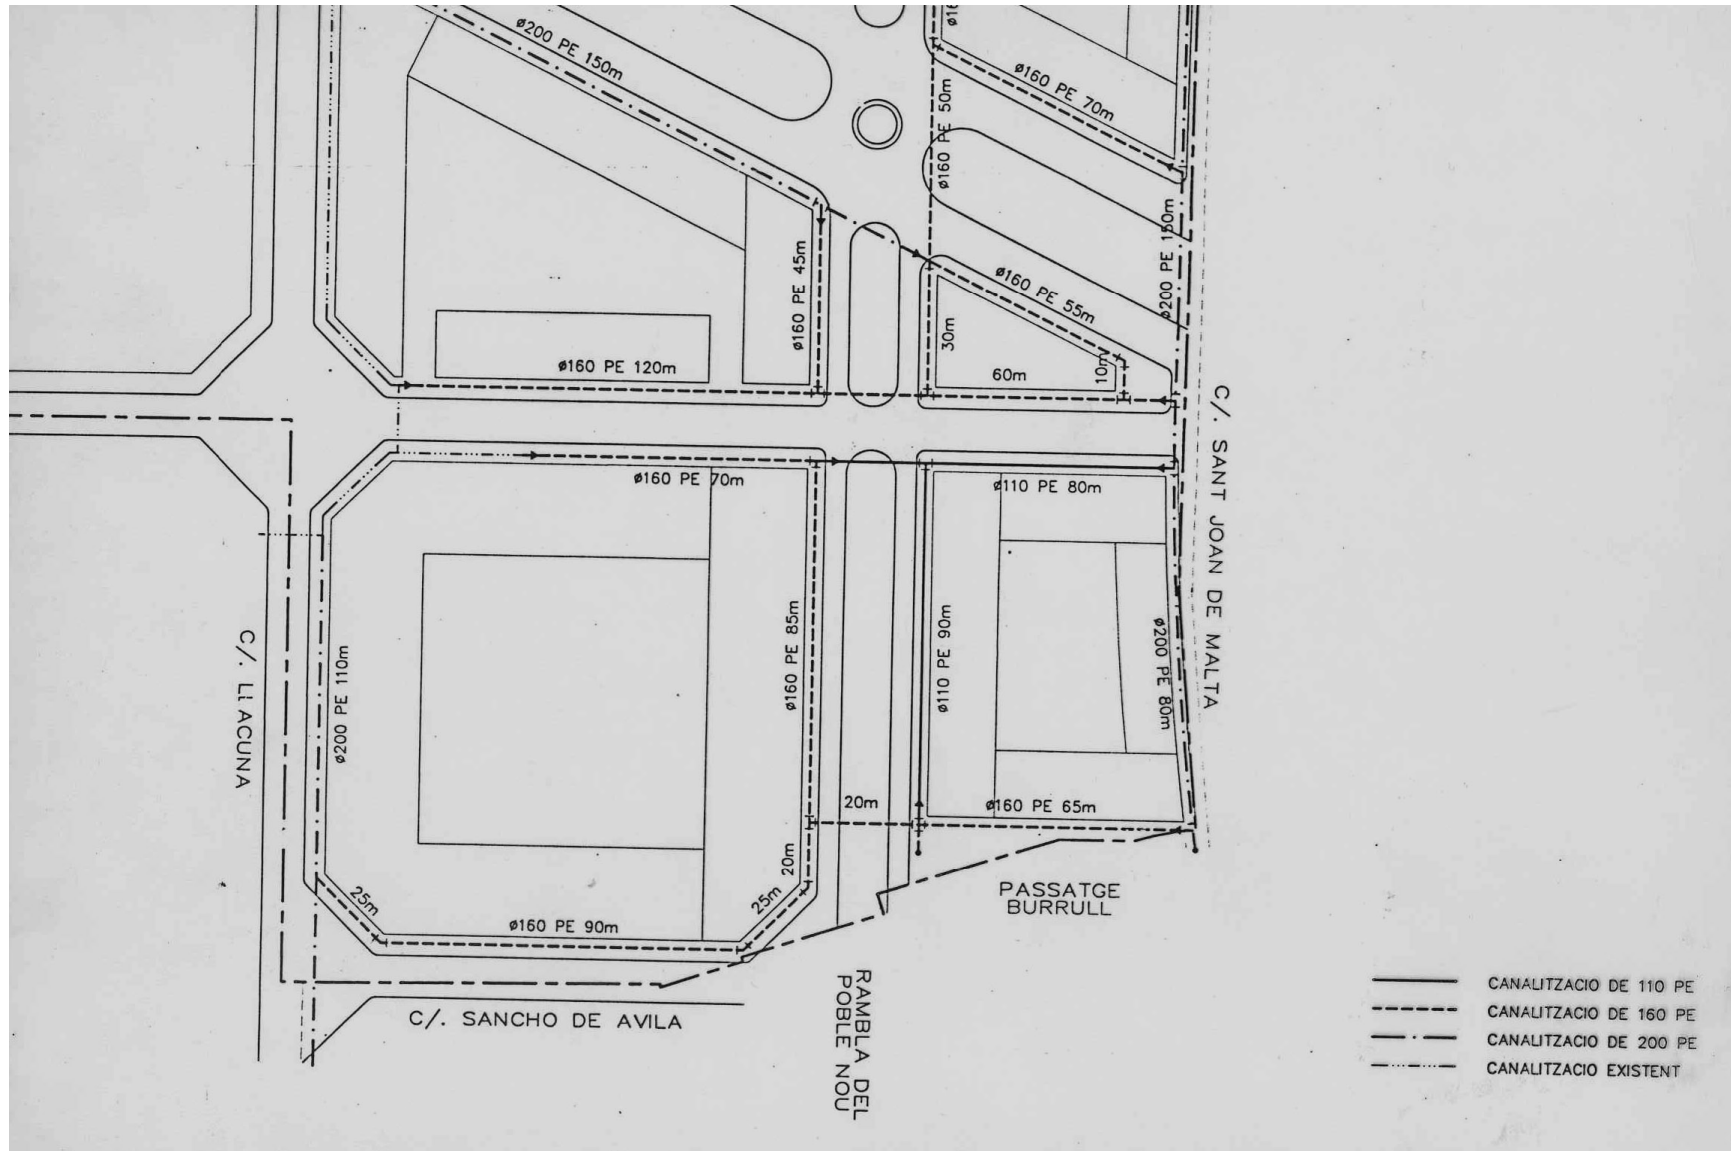 ø200 PE 150m
ø160 PE 70m
ø160 PE 50m
ø200 PE 150m
ø160 PE 45m
ø160 PE 55m
30m
10m
60m
ø160 PE 120m
ø160 PE 70m
ø110 PE 80m
C/. SANT JOAN DE MALTA
ø160 PE 85m
ø110 PE 90m
ø200 PE 80m
C/. LLACUNA
ø200 PE 110m
20m
ø160 PE 65m
20m
25m
25m
ø160 PE 90m
PASSATGE
BURRULL
C/. SANCHO DE AVILA
RAMBLA DEL
POBLE NOU
CANALITZACIO DE 110 PE
CANALITZACIO DE 160 PE
CANALITZACIO DE 200 PE
CANALITZACIO EXISTENT